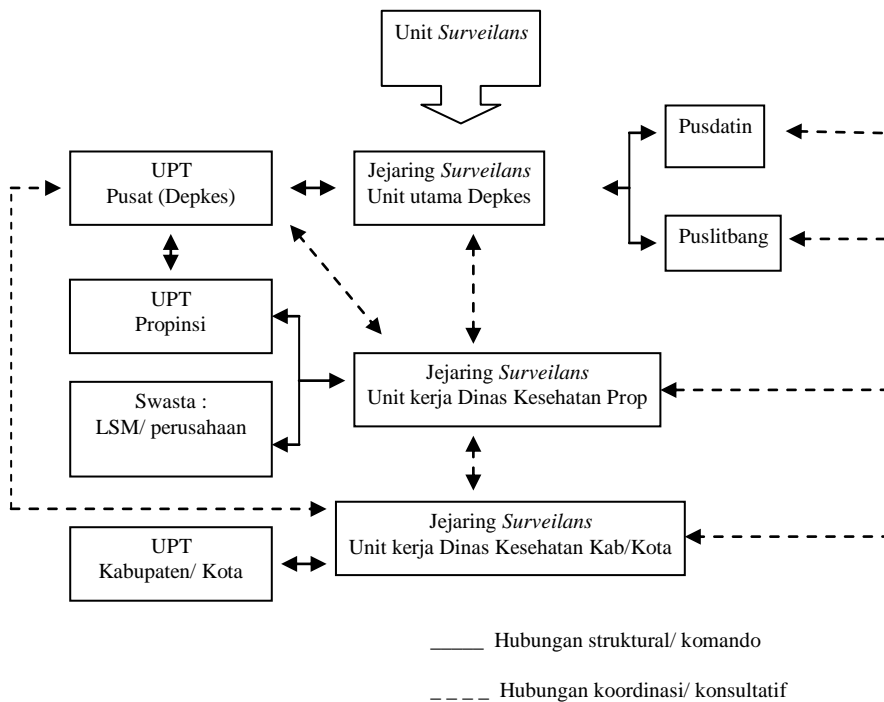 Unit Surveilans
Pusdatin
UPT
Pusat (Depkes)
Jejaring Surveilans
Unit utama Depkes
Puslitbang
UPT
Propinsi
Jejaring Surveilans
Unit kerja Dinas Kesehatan Prop
Swasta :
LSM/ perusahaan
Jejaring Surveilans
Unit kerja Dinas Kesehatan Kab/Kota
UPT
Kabupaten/ Kota
_____ Hubungan struktural/ komando
_ _ _ _ Hubungan koordinasi/ konsultatif